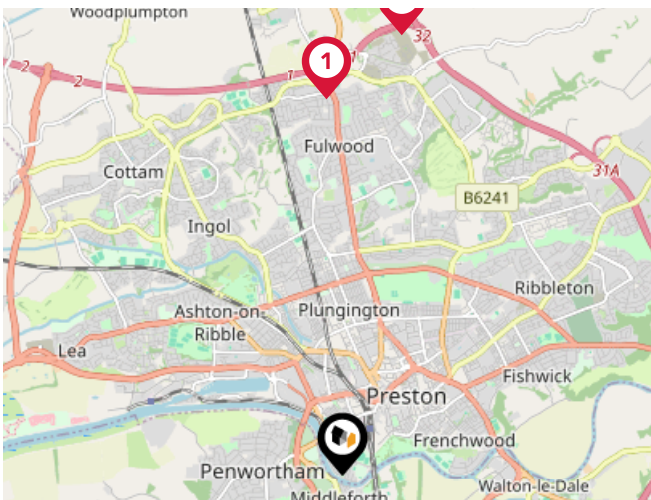 Woodplumpton
32
2
2
1
1
1
Fulwood
Cottam
31A
B6241
Ingol
Ribbleton
Ashton-on-
Ribble
Plungington
Lea
Fishwick
Preston
Frenchwood
Penwortham
Walton-le-Dale
Middleforth